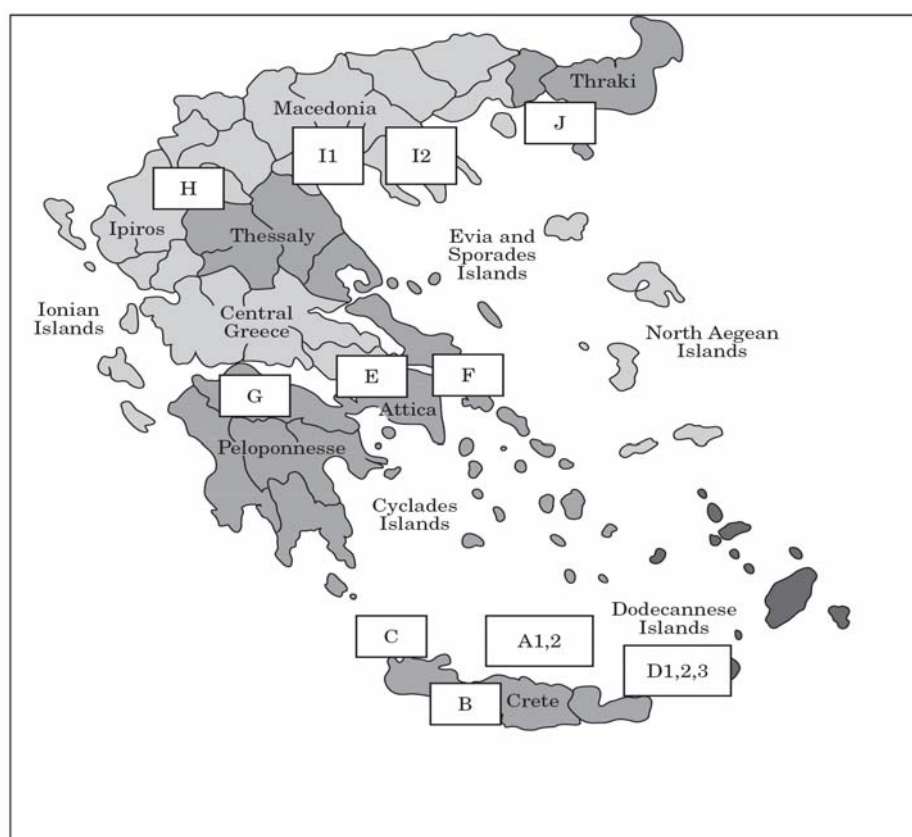 Thraki
Macedonia
J
I1
I2
H
Ipiros
Thessaly
Evia and
Sporades
Islands
Ionian
Islands
Central
Greece
North Aegean
Islands
E
F
G
Attica
Peloponnesse
Cyclades
Islands
Dodecannese
Islands
C
A1,2
D1,2,3
B
Crete